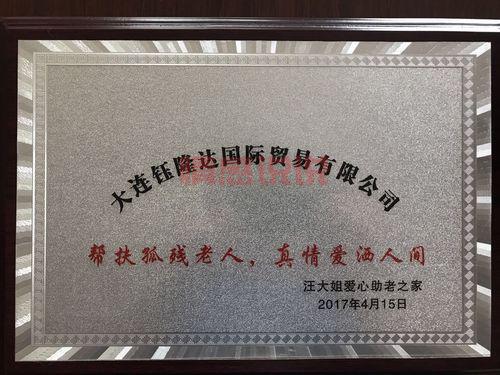 大连钰隆达国际贸易有限公司
帮扶孤残老人，真情爱洒人间
汪大姐爱心助老之家
2017年4月15日